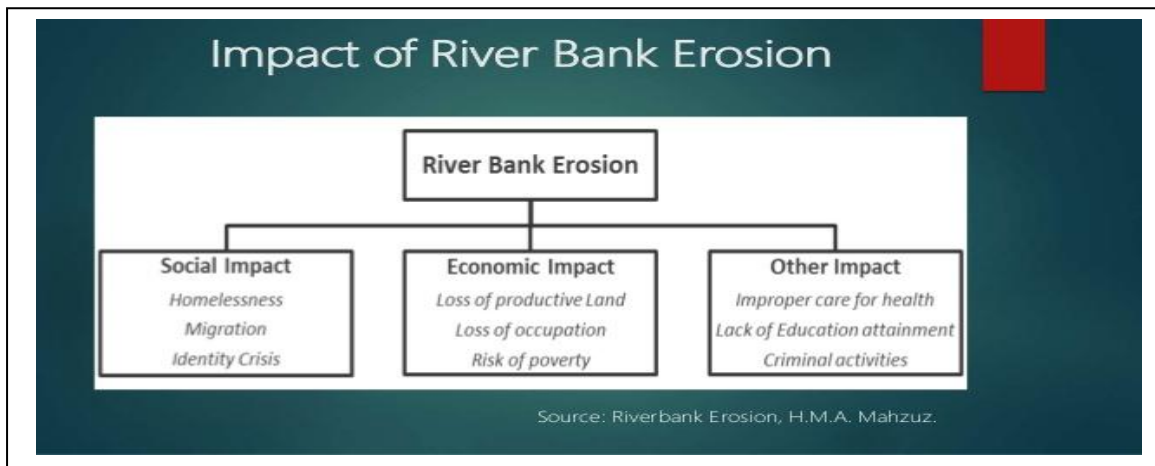 Impact of River Bank Erosion
River Bank Erosion
Social Impact
Homelessness
Migration
Identity Crisis
Economic Impact
Loss of productive Land
Loss of occupation
Risk of poverty
Other Impact
Improper care for health
Lack of Education attainment
Criminal activities
Source: Riverbank Erosion, H.M.A. Mahzuz.